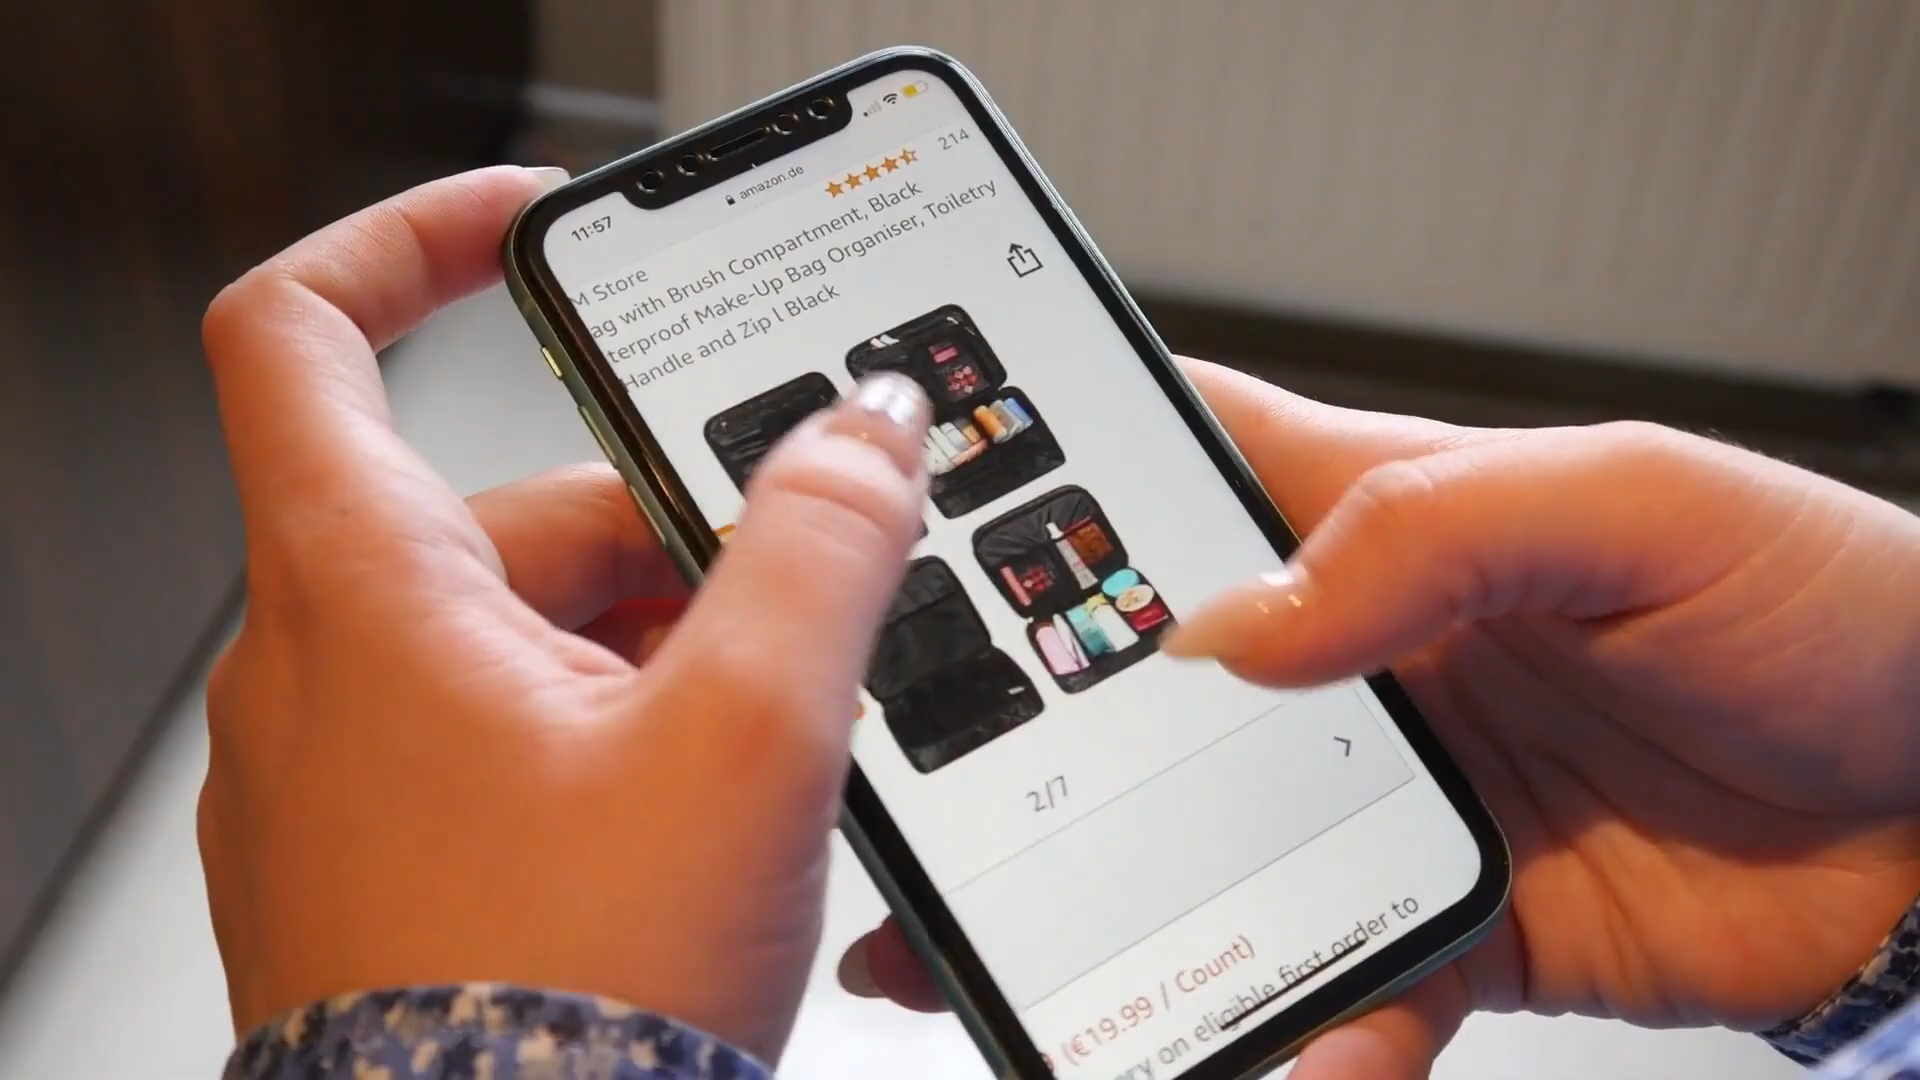 11:57
amazon.de
214
M Store
ag with Brush Compartment, Black
terproof Make-Up Bag Organiser, Toiletry
Handle and Zip l Black
2/7
(€19.99 / Count)
ry on eligible first order to